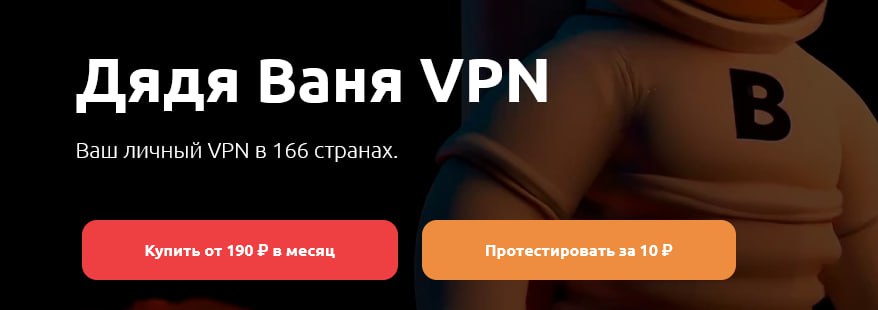 Дядя Ваня VPN
Ваш личный VPN в 166 странах.
В
Купить от 190 ₽ в месяц
Протестировать за 10 ₽